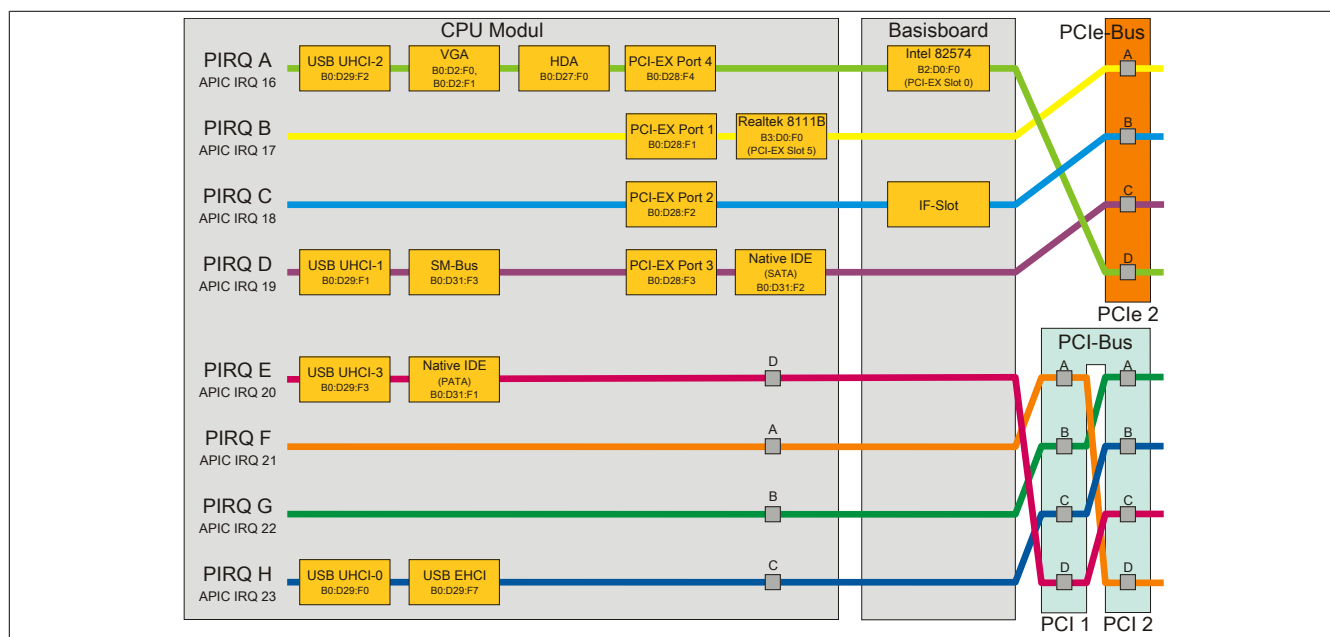 CPU Modul
Basisboard
PCIe-Bus
PIRQ A
APIC IRQ 16
USB UHCI-2
B0:D29:F2
VGA
B0:D2:F0,
B0:D2:F1
HDA
B0:D27:F0
PCI-EX Port 4
B0:D28:F4
Intel 82574
B2:D0:F0
(PCI-EX Slot 0)
A
PIRQ B
APIC IRQ 17
PCI-EX Port 1
B0:D28:F1
Realtek 8111B
B3:D0:F0
(PCI-EX Slot 5)
B
PIRQ C
APIC IRQ 18
PCI-EX Port 2
B0:D28:F2
IF-Slot
C
PIRQ D
APIC IRQ 19
USB UHCI-1
B0:D29:F1
SM-Bus
B0:D31:F3
PCI-EX Port 3
B0:D28:F3
Native IDE
(SATA)
B0:D31:F2
D
PCIe 2
PCI-Bus
PIRQ E
APIC IRQ 20
USB UHCI-3
B0:D29:F3
Native IDE
(PATA)
B0:D31:F1
D
A
A
PIRQ F
APIC IRQ 21
A
B
B
PIRQ G
APIC IRQ 22
B
C
C
PIRQ H
APIC IRQ 23
USB UHCI-0
B0:D29:F0
USB EHCI
B0:D29:F7
C
D
D
PCI 1
PCI 2